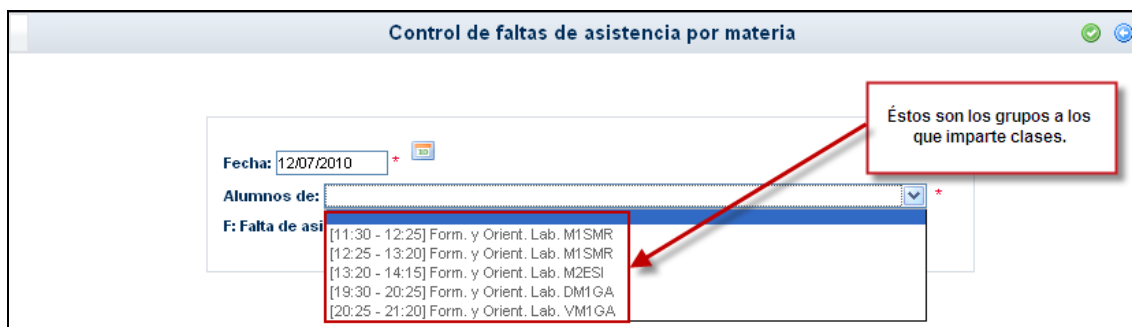 Control de faltas de asistencia por materia
Éstos son los grupos a los
que imparte clases.
Fecha: 12/07/2010 *
Alumnos de: *
F: Falta de asi
[11:30 - 12:25] Form. y Orient. Lab. M1SMR
[12:25 - 13:20] Form. y Orient. Lab. M1SMR
[13:20 - 14:15] Form. y Orient. Lab. M2ESI
[19:30 - 20:25] Form. y Orient. Lab. DM1GA
[20:25 - 21:20] Form. y Orient. Lab. VM1GA